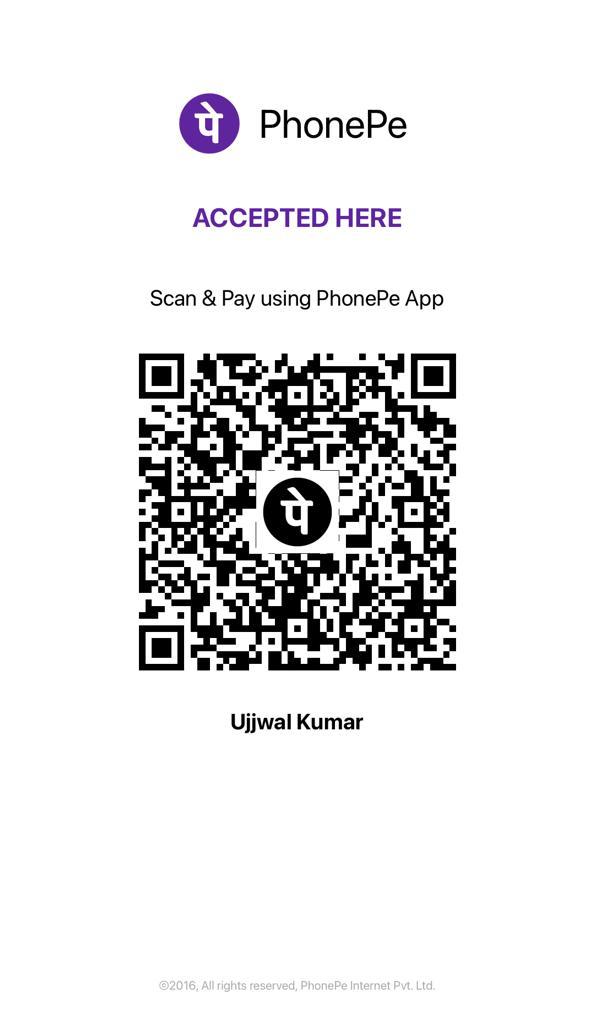 पे PhonePe
ACCEPTED HERE
Scan & Pay using PhonePe App
पे
Ujjwal Kumar
©2016, All rights reserved, PhonePe Internet Pvt. Ltd.